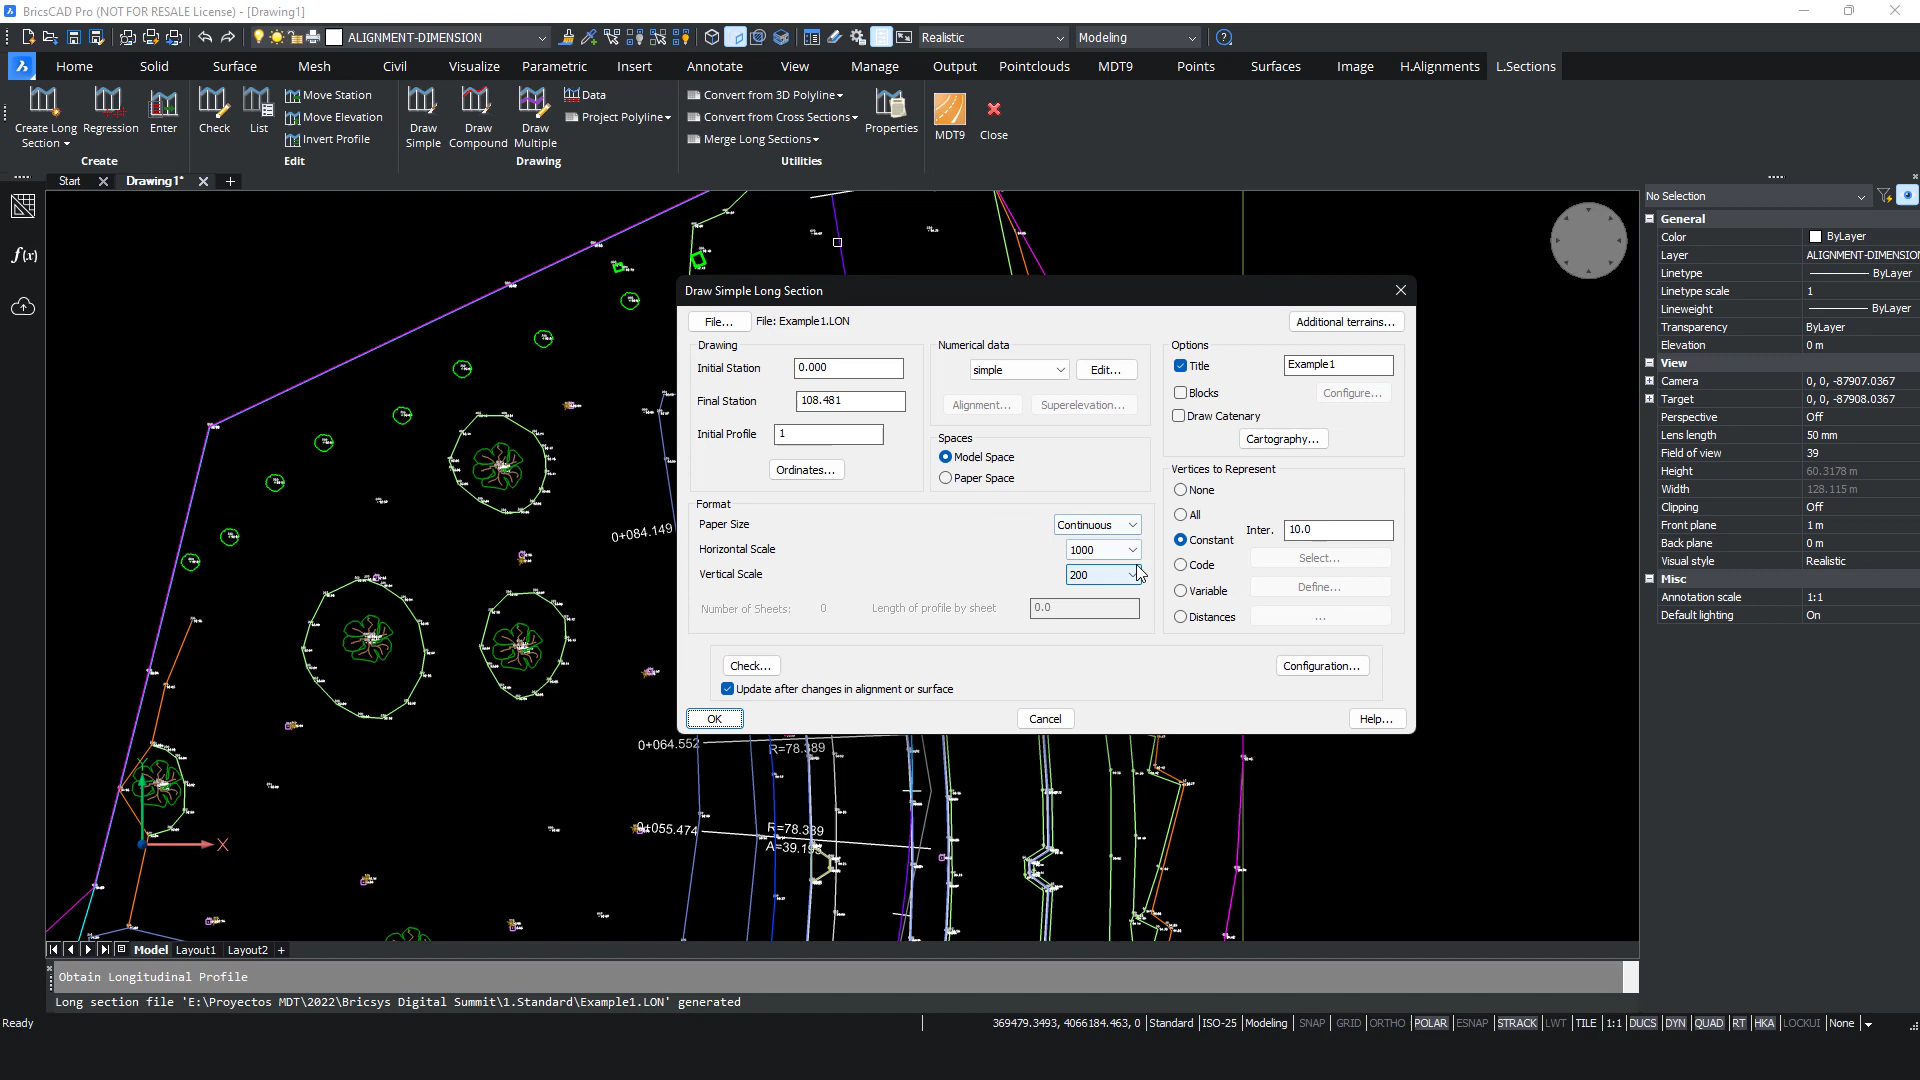 BricsCAD Pro (NOT FOR RESALE License) - [Drawing1]
ALIGNMENT-DIMENSION Realistic Modeling
Home Solid Surface Mesh Civil Visualize Parametric Insert Annotate View Manage Output Pointclouds MDT9 Points Surfaces Image H.Alignments L.Sections
Move Station Data Convert from 3D Polyline
Move Elevation Project Polyline Convert from Cross Sections
Create Long Section Regression Enter Check List Draw Simple Draw Compound Draw Multiple Properties MDT9 Close
Invert Profile Merge Long Sections
Create Edit Drawing Utilities
Start Drawing1* +
No Selection
f(x)
General
Color ByLayer
Layer ALIGNMENT-DIMENSION
Linetype ByLayer
Linetype scale 1
Lineweight ByLayer
Transparency ByLayer
Elevation 0 m
View
Camera 0, 0, -87907.0367
Target 0, 0, -87908.0367
Perspective Off
Lens length 50 mm
Field of view 39
Height 60.3178 m
Width 128.115 m
Clipping Off
Front plane 1 m
Back plane 0 m
Visual style Realistic
Misc
Annotation scale 1:1
Default lighting On
Draw Simple Long Section
File... File: Example1.LON Additional terrains...
Drawing Numerical data Options
Initial Station 0.000 simple Edit... Title Example1
Blocks Configure...
Final Station 108.481 Alignment... Superelevation... Draw Catenary
Initial Profile 1 Spaces Cartography...
Model Space
Ordinates... Paper Space Vertices to Represent
None
Format
Paper Size Continuous All
Inter. 10.0
Horizontal Scale 1000 Constant
Select...
Vertical Scale 200 Code
Variable Define...
Number of Sheets: 0 Length of profile by sheet 0.0 Distances ...
Check... Configuration...
Update after changes in alignment or surface
OK Cancel Help...
0+084.149
0+064.552 R=78.389
0+055.474 R=78.389
A=39.195
Y
X
Model Layout1 Layout2 +
Obtain Longitudinal Profile
Long section file 'E:\Proyectos MDT\2022\Bricsys Digital Summit\1.Standard\Example1.LON' generated
Ready 369479.3493, 4066184.463, 0 Standard ISO-25 Modeling SNAP GRID ORTHO POLAR ESNAP STRACK LWT TILE 1:1 DUCS DYN QUAD RT HKA LOCKUI None